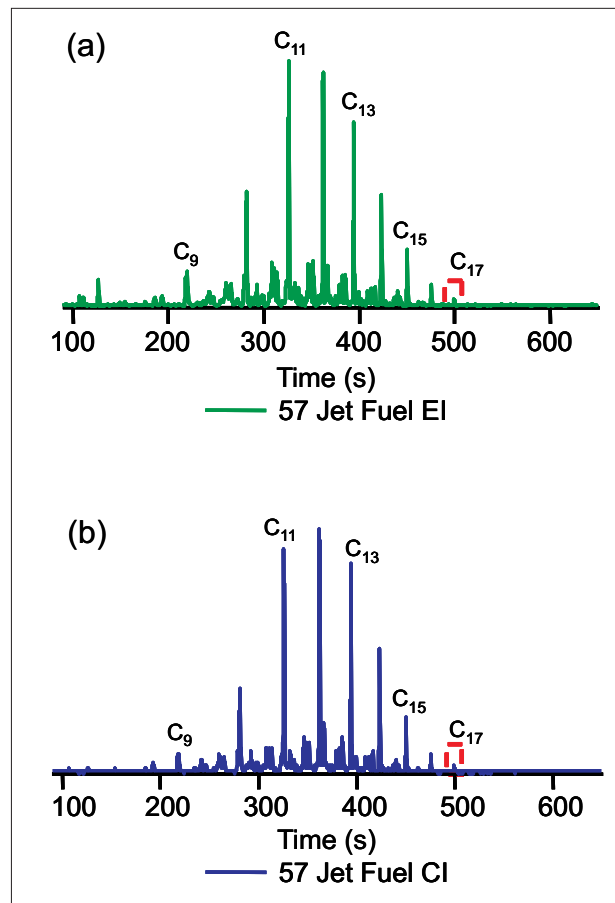 (a)
C₁₁
C₁₃
C₉
C₁₅
C₁₇
100 200 300 400 500 600
Time (s)
57 Jet Fuel EI
(b)
C₁₁
C₁₃
C₉
C₁₅
C₁₇
100 200 300 400 500 600
Time (s)
57 Jet Fuel CI